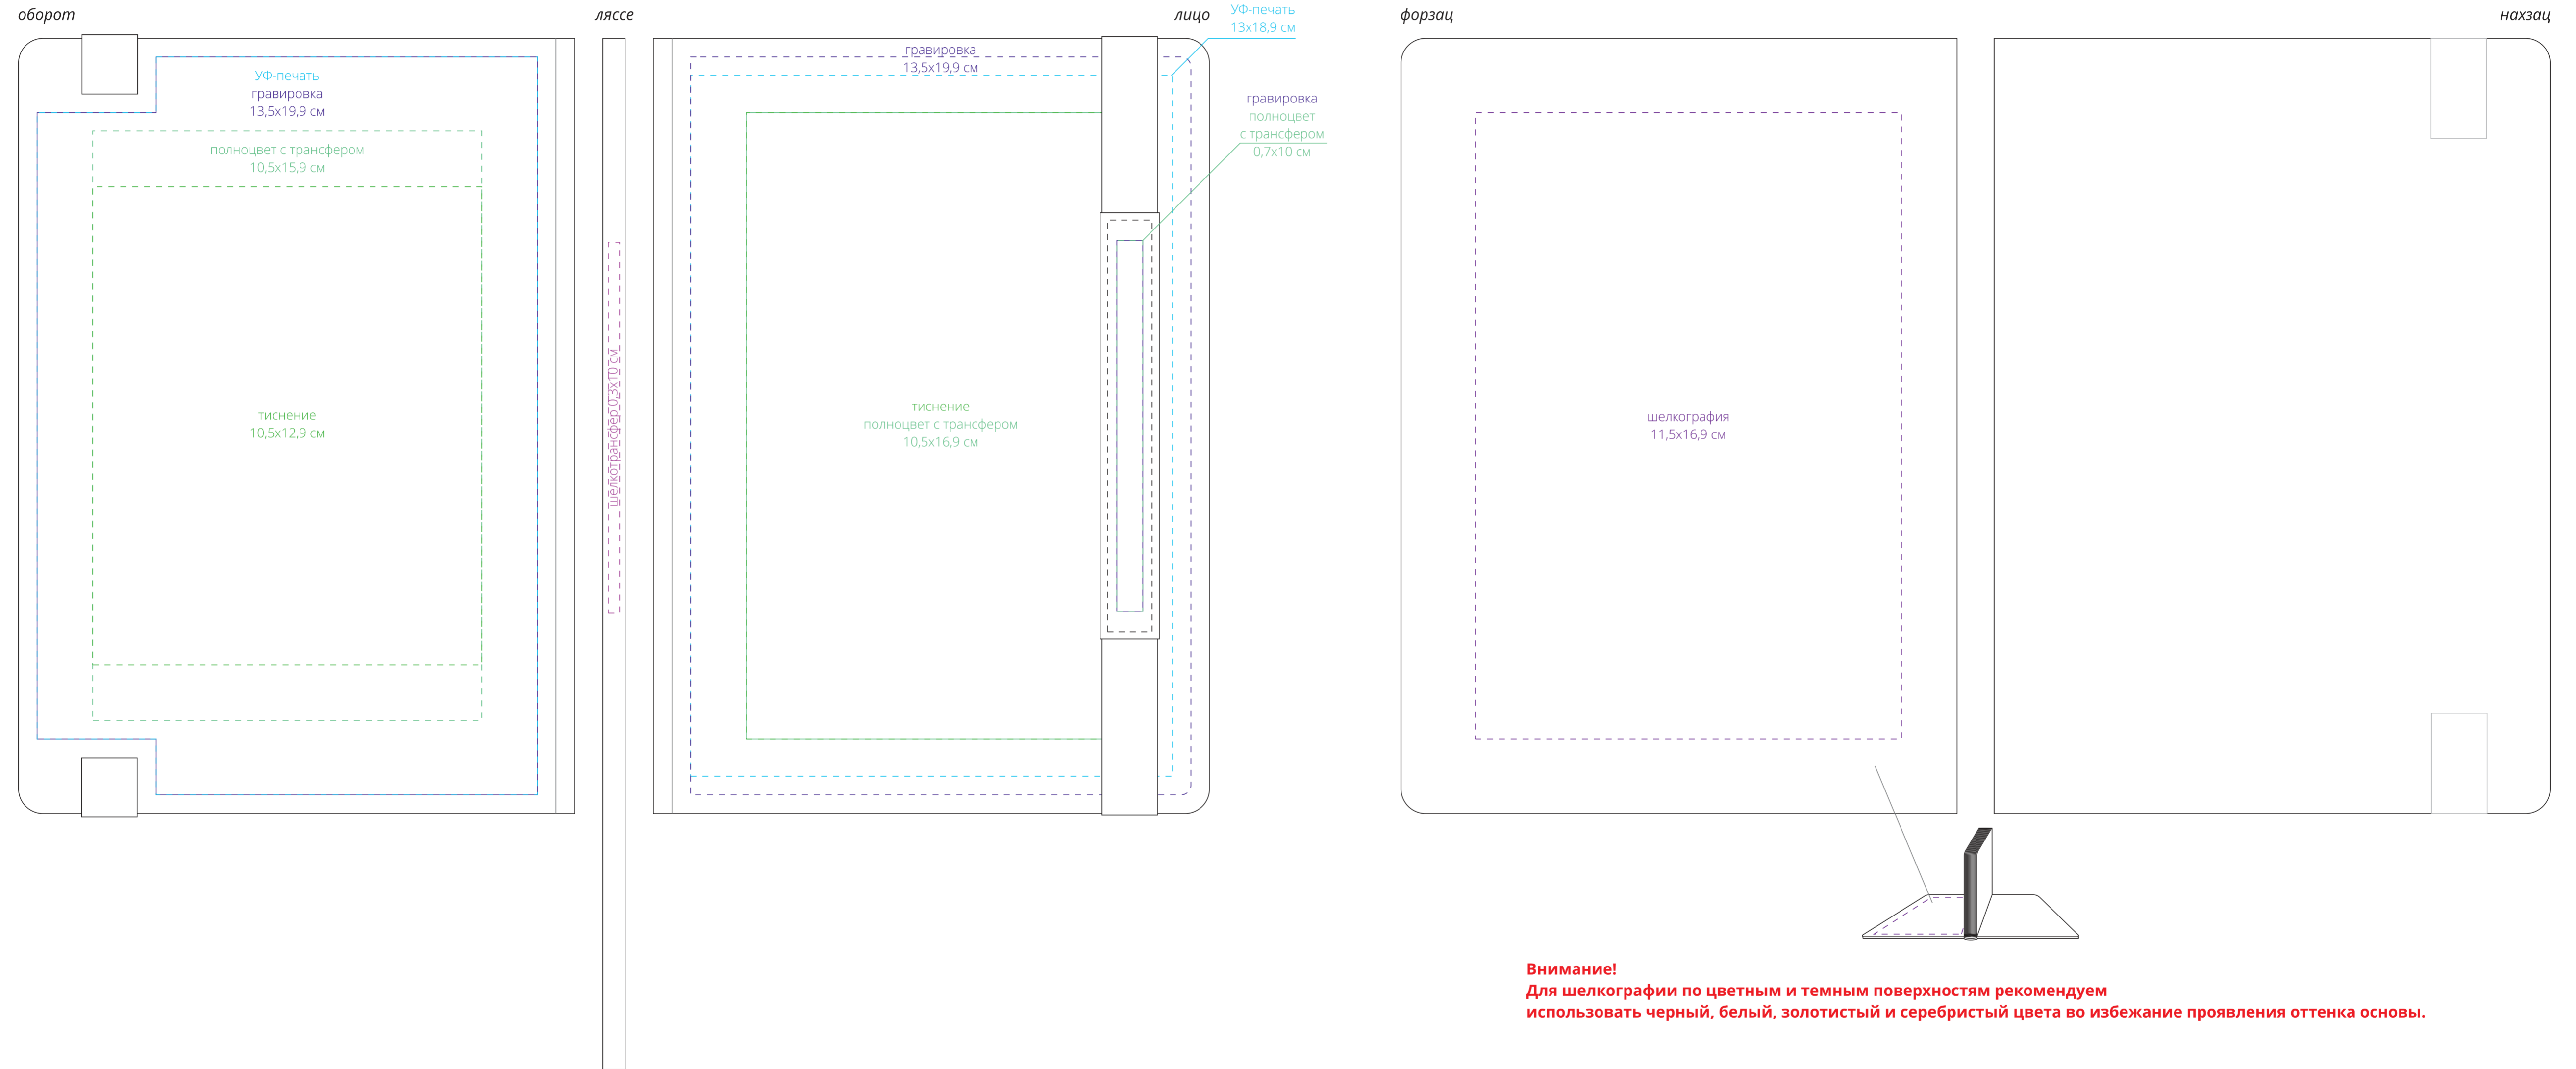 оборот
ляссе
лицо
форзац
нахзац
УФ-печать
гравировка
13,5х19,9 см
полноцвет с трансфером
10,5х15,9 см
тиснение
10,5х12,9 см
шелкотрансфер 0,3х10 см
гравировка
13,5х19,9 см
УФ-печать
13х18,9 см
гравировка
полноцвет
с трансфером
0,7х10 см
тиснение
полноцвет с трансфером
10,5х16,9 см
шелкография
11,5х16,9 см
Внимание!
Для шелкографии по цветным и темным поверхностям рекомендуем
использовать черный, белый, золотистый и серебристый цвета во избежание проявления оттенка основы.